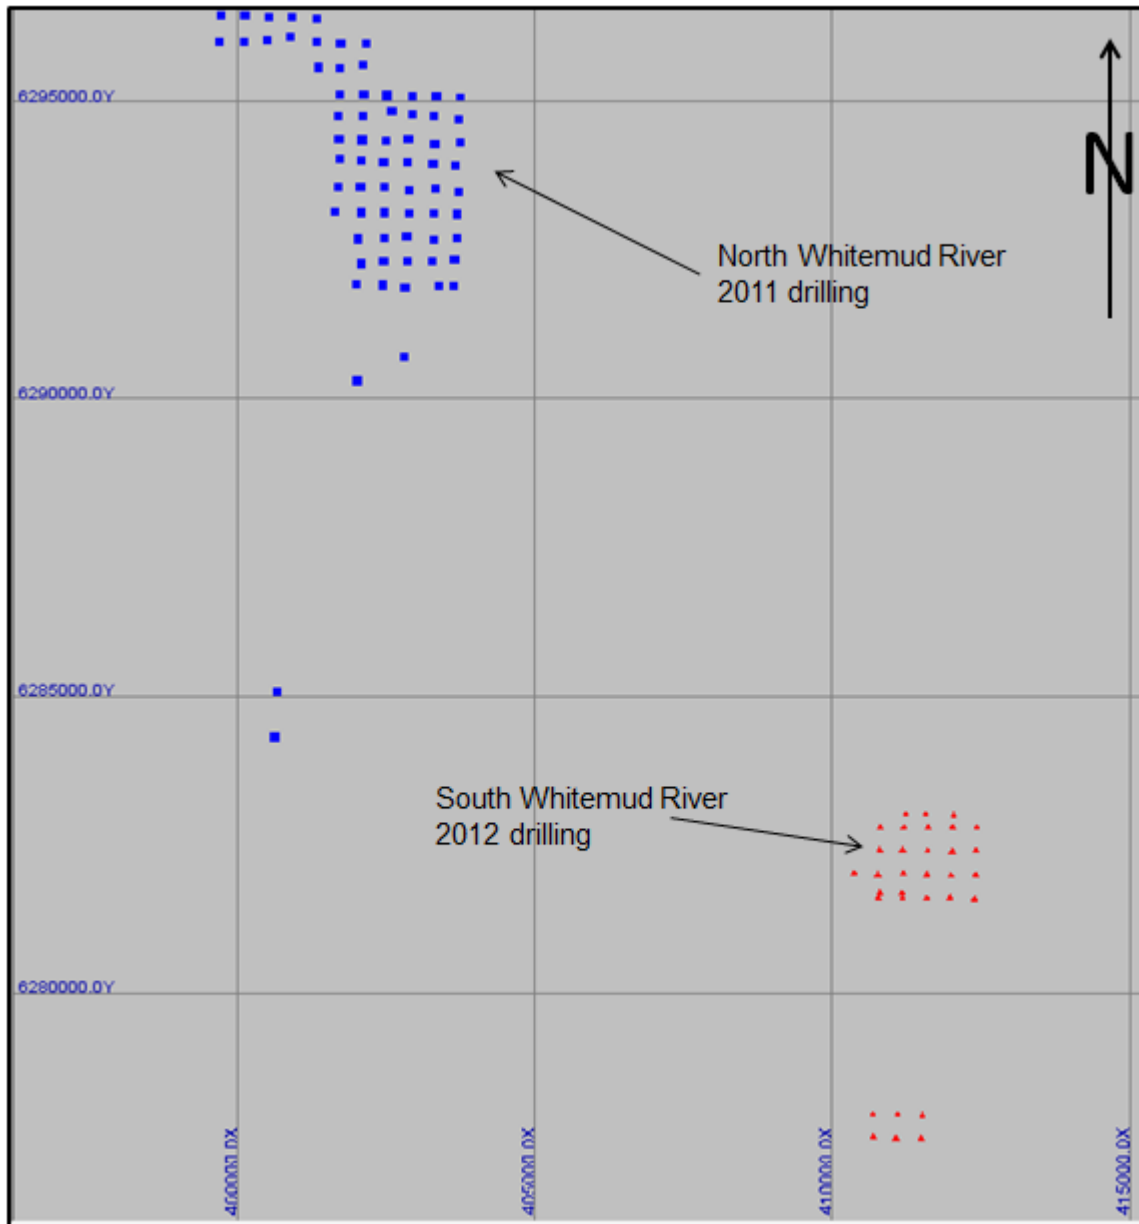 6295000.0Y
N
North Whitemud River
2011 drilling
6290000.0Y
6285000.0Y
South Whitemud River
2012 drilling
6280000.0Y
400000.0X
405000.0X
410000.0X
415000.0X